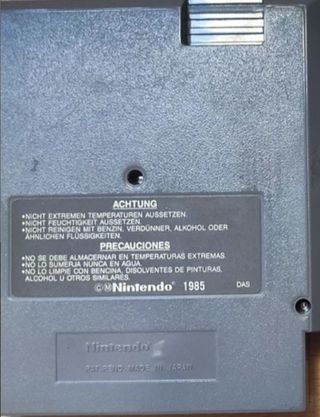 ACHTUNG
•NICHT EXTREMEN TEMPERATUREN AUSSETZEN.
•NICHT FEUCHTIGKEIT AUSSETZEN.
•NICHT REINIGEN MIT BENZIN, VERDÜNNER, ALKOHOL ODER
ÄHNLICHEN FLÜSSIGKEITEN.
PRECAUCIONES
•NO SE DEBE ALMACERNAR EN TEMPERATURAS EXTREMAS.
•NO LO SUMERJA NUNCA EN AGUA.
•NO LO LIMPIE CON BENCINA, DISOLVENTES DE PINTURAS,
ALCOHOL U OTROS SIMILARES.
©Ⓜ Nintendo® 1985 DAS
Nintendo
PAT. PEND. MADE IN JAPAN